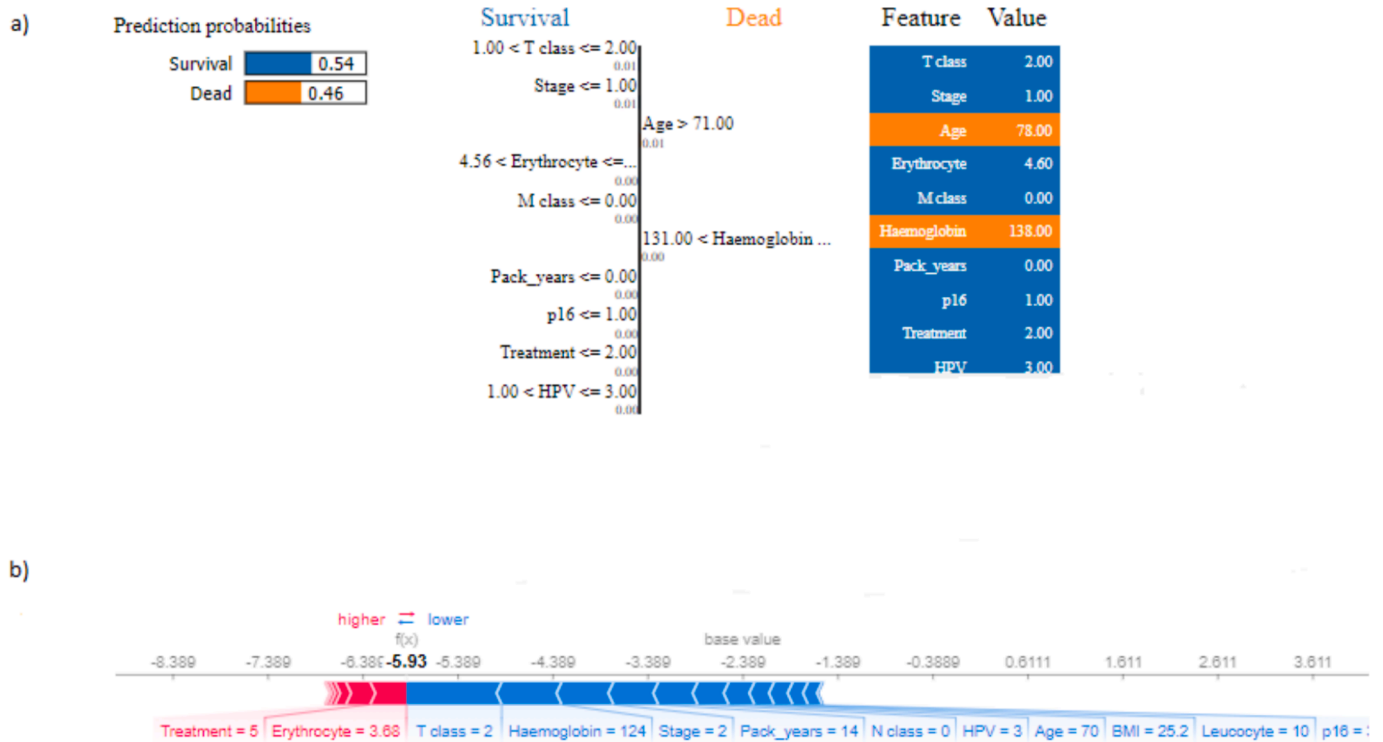 a)
Prediction probabilities
Survival 0.54
Dead 0.46
Survival Dead
1.00 < T class <= 2.00
0.01
Stage <= 1.00
0.01
Age > 71.00
0.01
4.56 < Erythrocyte <=...
0.00
M class <= 0.00
0.00
131.00 < Haemoglobin ...
0.00
Pack_years <= 0.00
0.00
p16 <= 1.00
0.00
Treatment <= 2.00
0.00
1.00 < HPV <= 3.00
0.00
Feature Value
T class 2.00
Stage 1.00
Age 78.00
Erythrocyte 4.60
M class 0.00
Haemoglobin 138.00
Pack_years 0.00
p16 1.00
Treatment 2.00
HPV 3.00
b)
higher ⇄ lower
f(x) base value
-8.389 -7.389 -6.38 -5.93 -5.389 -4.389 -3.389 -2.389 -1.389 -0.3889 0.6111 1.611 2.611 3.611
Treatment = 5 Erythrocyte = 3.68 T class = 2 Haemoglobin = 124 Stage = 2 Pack_years = 14 N class = 0 HPV = 3 Age = 70 BMI = 25.2 Leucocyte = 10 p16 =